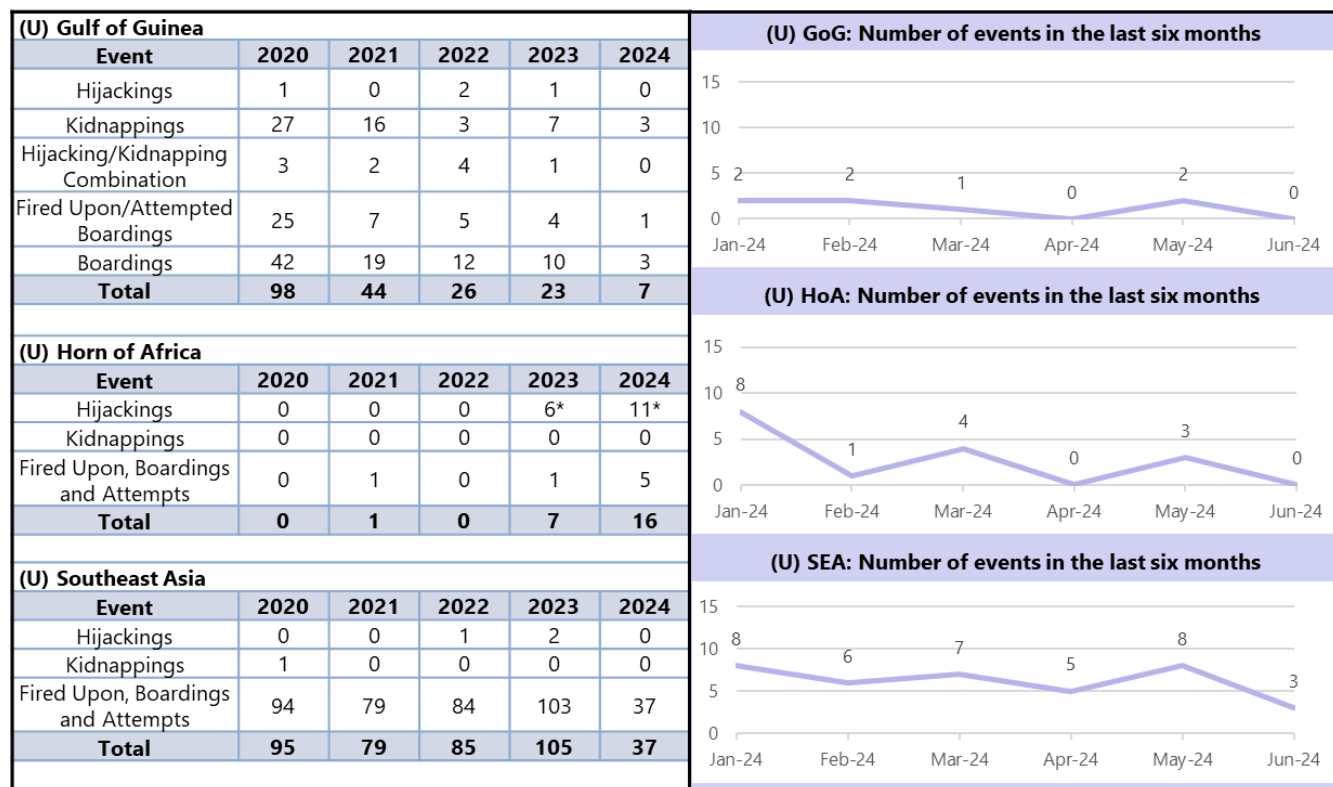 (U) Gulf of Guinea
Event 2020 2021 2022 2023 2024
Hijackings 1 0 2 1 0
Kidnappings 27 16 3 7 3
Hijacking/Kidnapping
Combination 3 2 4 1 0
Fired Upon/Attempted
Boardings 25 7 5 4 1
Boardings 42 19 12 10 3
Total 98 44 26 23 7
(U) Horn of Africa
Event 2020 2021 2022 2023 2024
Hijackings 0 0 0 6* 11*
Kidnappings 0 0 0 0 0
Fired Upon, Boardings
and Attempts 0 1 0 1 5
Total 0 1 0 7 16
(U) Southeast Asia
Event 2020 2021 2022 2023 2024
Hijackings 0 0 1 2 0
Kidnappings 1 0 0 0 0
Fired Upon, Boardings
and Attempts 94 79 84 103 37
Total 95 79 85 105 37
(U) GoG: Number of events in the last six months
15
10
5
0
2 2 1 0 2 0
Jan-24 Feb-24 Mar-24 Apr-24 May-24 Jun-24
(U) HoA: Number of events in the last six months
15
10
5
0
8 1 4 0 3 0
Jan-24 Feb-24 Mar-24 Apr-24 May-24 Jun-24
(U) SEA: Number of events in the last six months
15
10
5
0
8 6 7 5 8 3
Jan-24 Feb-24 Mar-24 Apr-24 May-24 Jun-24